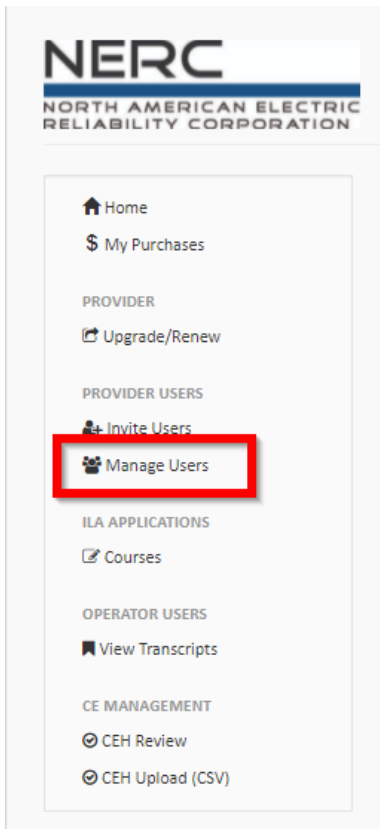 NERC
NORTH AMERICAN ELECTRIC
RELIABILITY CORPORATION
Home
$ My Purchases
PROVIDER
Upgrade/Renew
PROVIDER USERS
Invite Users
Manage Users
ILA APPLICATIONS
Courses
OPERATOR USERS
View Transcripts
CE MANAGEMENT
CEH Review
CEH Upload (CSV)